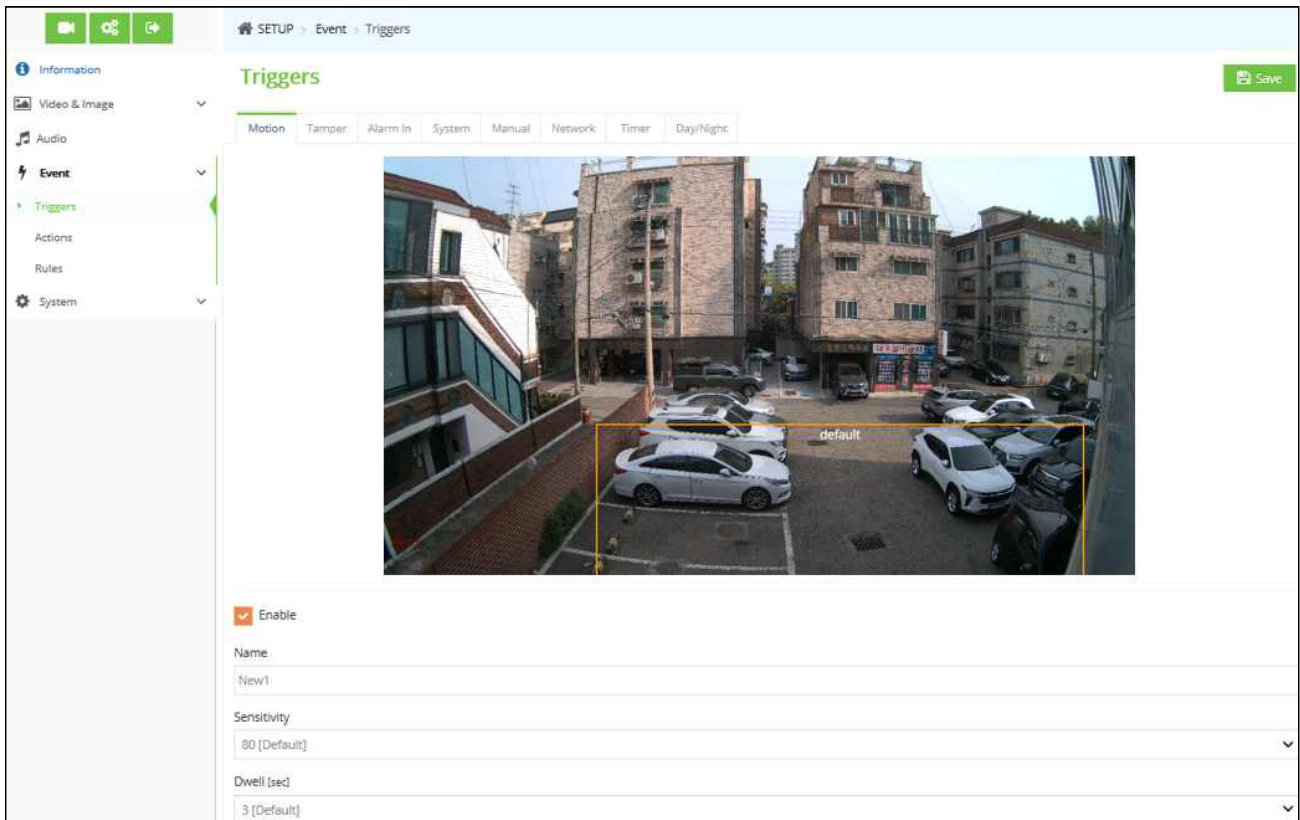 SETUP > Event > Triggers
Information
Video & Image
Audio
Event
Triggers
Actions
Rules
System
Triggers
Save
Motion Tamper Alarm In System Manual Network Timer Day/Night
default
Enable
Name
New1
Sensitivity
80 [Default]
Dwell [sec]
3 [Default]